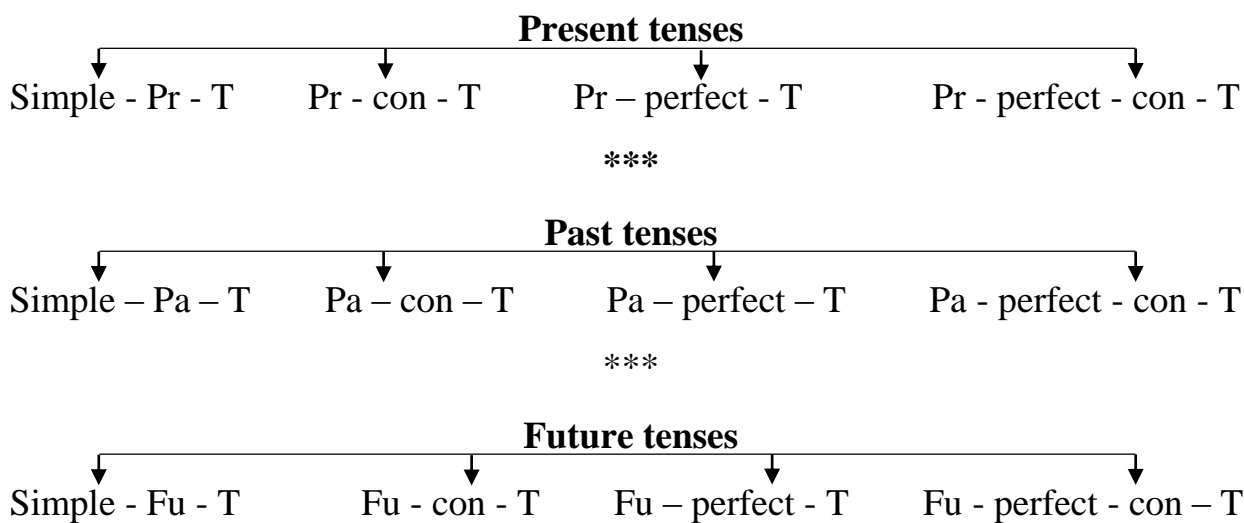 Present tenses
Simple - Pr - T Pr - con - T Pr – perfect - T Pr - perfect - con - T
***
Past tenses
Simple – Pa – T Pa – con – T Pa – perfect – T Pa - perfect - con - T
***
Future tenses
Simple - Fu - T Fu - con - T Fu – perfect - T Fu - perfect - con – T